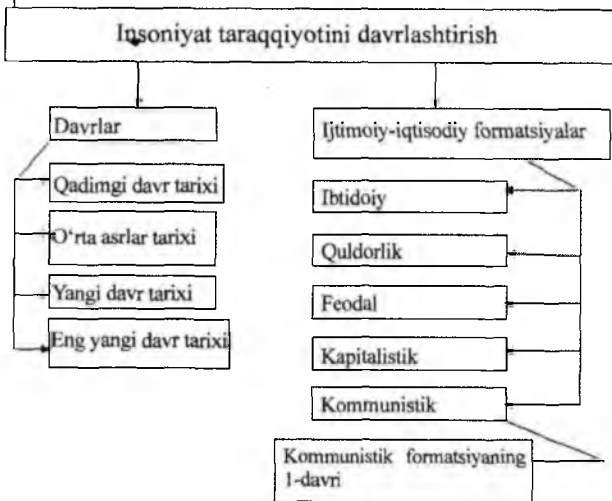 Insoniyat taraqqiyotini davrlashtirish
Davrlar
Qadimgi davr tarixi
O‘rta asrlar tarixi
Yangi davr tarixi
Eng yangi davr tarixi
Ijtimoiy-iqtisodiy formatsiyalar
Ibtidoiy
Quldorlik
Feodal
Kapitalistik
Kommunistik
Kommunistik formatsiyaning
1-davri